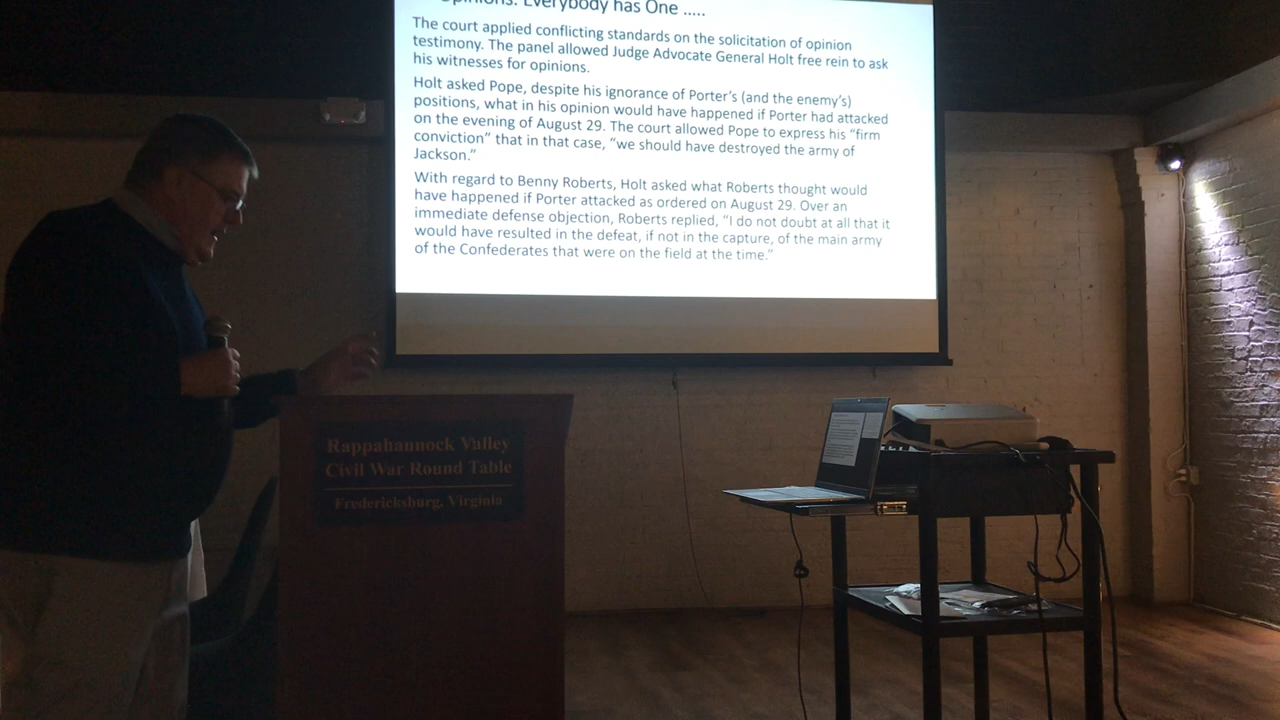 Opinions: Everybody has One .....
The court applied conflicting standards on the solicitation of opinion
testimony. The panel allowed Judge Advocate General Holt free rein to ask
his witnesses for opinions.
Holt asked Pope, despite his ignorance of Porter’s (and the enemy’s)
positions, what in his opinion would have happened if Porter had attacked
on the evening of August 29. The court allowed Pope to express his “firm
conviction” that in that case, “we should have destroyed the army of
Jackson.”
With regard to Benny Roberts, Holt asked what Roberts thought would
have happened if Porter attacked as ordered on August 29. Over an
immediate defense objection, Roberts replied, “I do not doubt at all that it
would have resulted in the defeat, if not in the capture, of the main army
of the Confederates that were on the field at the time.”
Rappahannock Valley
Civil War Round Table
Fredericksburg, Virginia